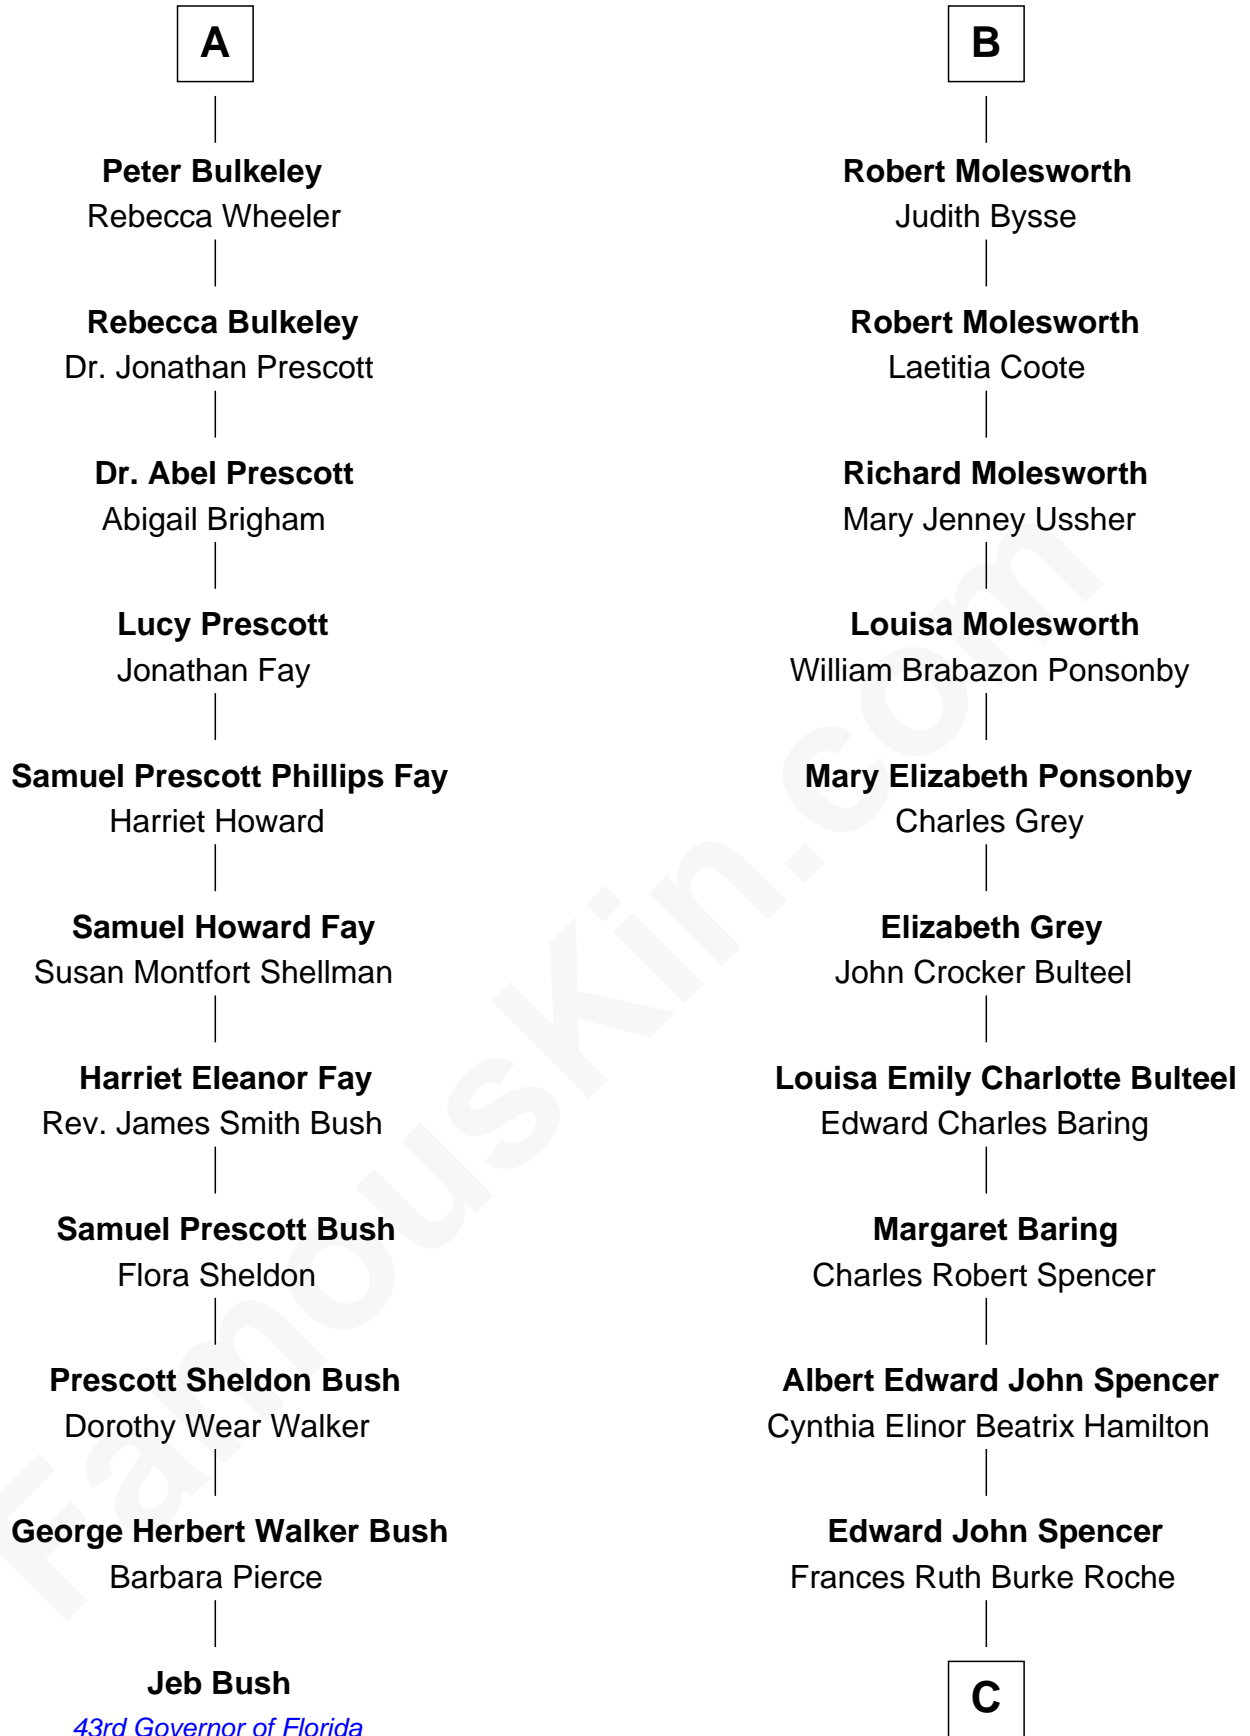 A
Peter Bulkeley
Rebecca Wheeler
Rebecca Bulkeley
Dr. Jonathan Prescott
Dr. Abel Prescott
Abigail Brigham
Lucy Prescott
Jonathan Fay
Samuel Prescott Phillips Fay
Harriet Howard
Samuel Howard Fay
Susan Montfort Shellman
Harriet Eleanor Fay
Rev. James Smith Bush
Samuel Prescott Bush
Flora Sheldon
Prescott Sheldon Bush
Dorothy Wear Walker
George Herbert Walker Bush
Barbara Pierce
Jeb Bush
43rd Governor of Florida
B
Robert Molesworth
Judith Bysse
Robert Molesworth
Laetitia Coote
Richard Molesworth
Mary Jenney Ussher
Louisa Molesworth
William Brabazon Ponsonby
Mary Elizabeth Ponsonby
Charles Grey
Elizabeth Grey
John Crocker Bulteel
Louisa Emily Charlotte Bulteel
Edward Charles Baring
Margaret Baring
Charles Robert Spencer
Albert Edward John Spencer
Cynthia Elinor Beatrix Hamilton
Edward John Spencer
Frances Ruth Burke Roche
C
FamousKin.com